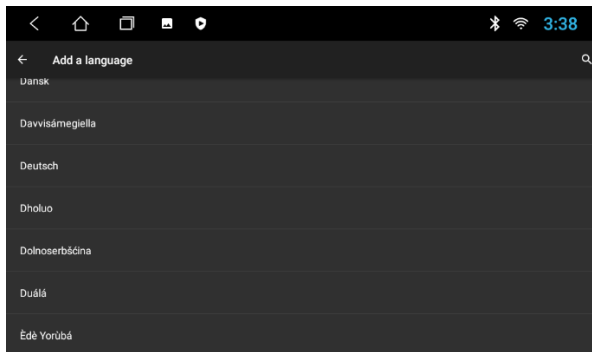 3:38
Add a language
Dansk
Davvisámegiella
Deutsch
Dholuo
Dolnoserbšćina
Duálá
Èdè Yorùbá